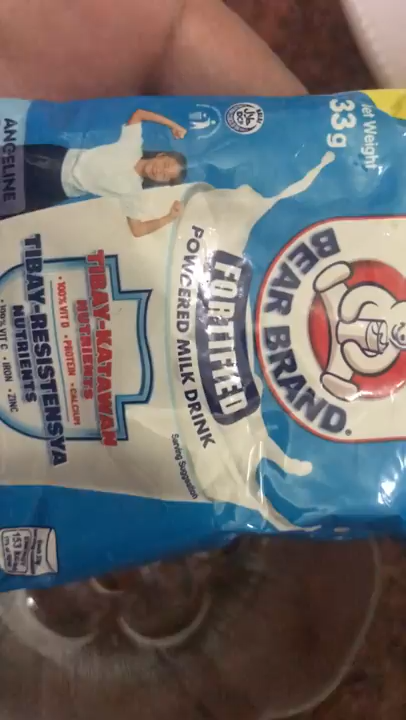 Net Weight
33g
BEAR BRAND®
FORTIFIED
POWDERED MILK DRINK
Serving Suggestion
TIBAY-KATAWAN
NUTRIENTS
• 100% VIT D • PROTEIN • CALCIUM
TIBAY-RESISTENSYA
NUTRIENTS
• 100% VIT C • IRON • ZINC
ANGELINE